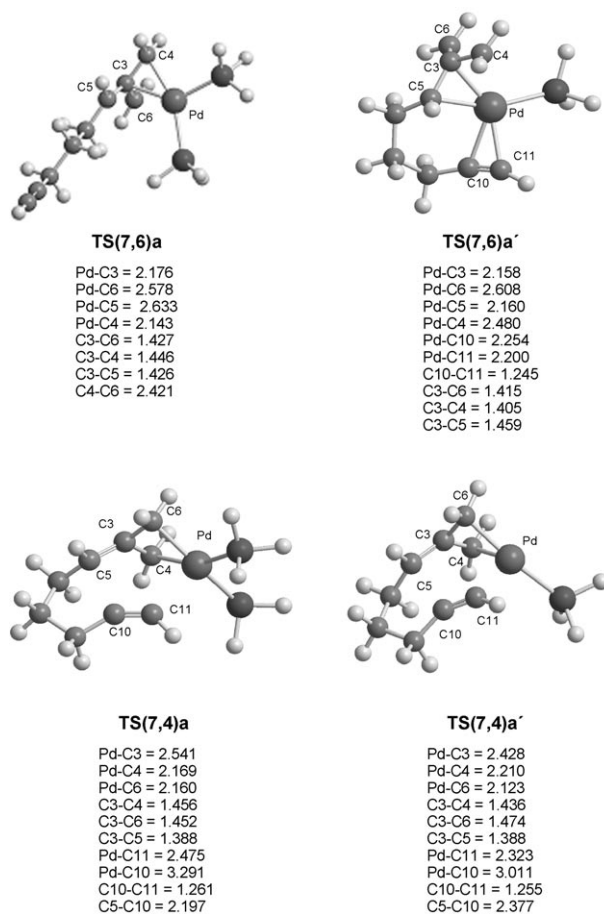 C4
C3
C5
C6
Pd
C6
C3
C4
C5
Pd
C11
C10
TS(7,6)a
Pd-C3 = 2.176
Pd-C6 = 2.578
Pd-C5 = 2.633
Pd-C4 = 2.143
C3-C6 = 1.427
C3-C4 = 1.446
C3-C5 = 1.426
C4-C6 = 2.421
TS(7,6)a´
Pd-C3 = 2.158
Pd-C6 = 2.608
Pd-C5 = 2.160
Pd-C4 = 2.480
Pd-C10 = 2.254
Pd-C11 = 2.200
C10-C11 = 1.245
C3-C6 = 1.415
C3-C4 = 1.405
C3-C5 = 1.459
C6
C3
Pd
C5
C4
C11
C10
C6
Pd
C3
C4
C5
C11
C10
TS(7,4)a
Pd-C3 = 2.541
Pd-C4 = 2.169
Pd-C6 = 2.160
C3-C4 = 1.456
C3-C6 = 1.452
C3-C5 = 1.388
Pd-C11 = 2.475
Pd-C10 = 3.291
C10-C11 = 1.261
C5-C10 = 2.197
TS(7,4)a´
Pd-C3 = 2.428
Pd-C4 = 2.210
Pd-C6 = 2.123
C3-C4 = 1.436
C3-C6 = 1.474
C3-C5 = 1.388
Pd-C11 = 2.323
Pd-C10 = 3.011
C10-C11 = 1.255
C5-C10 = 2.377